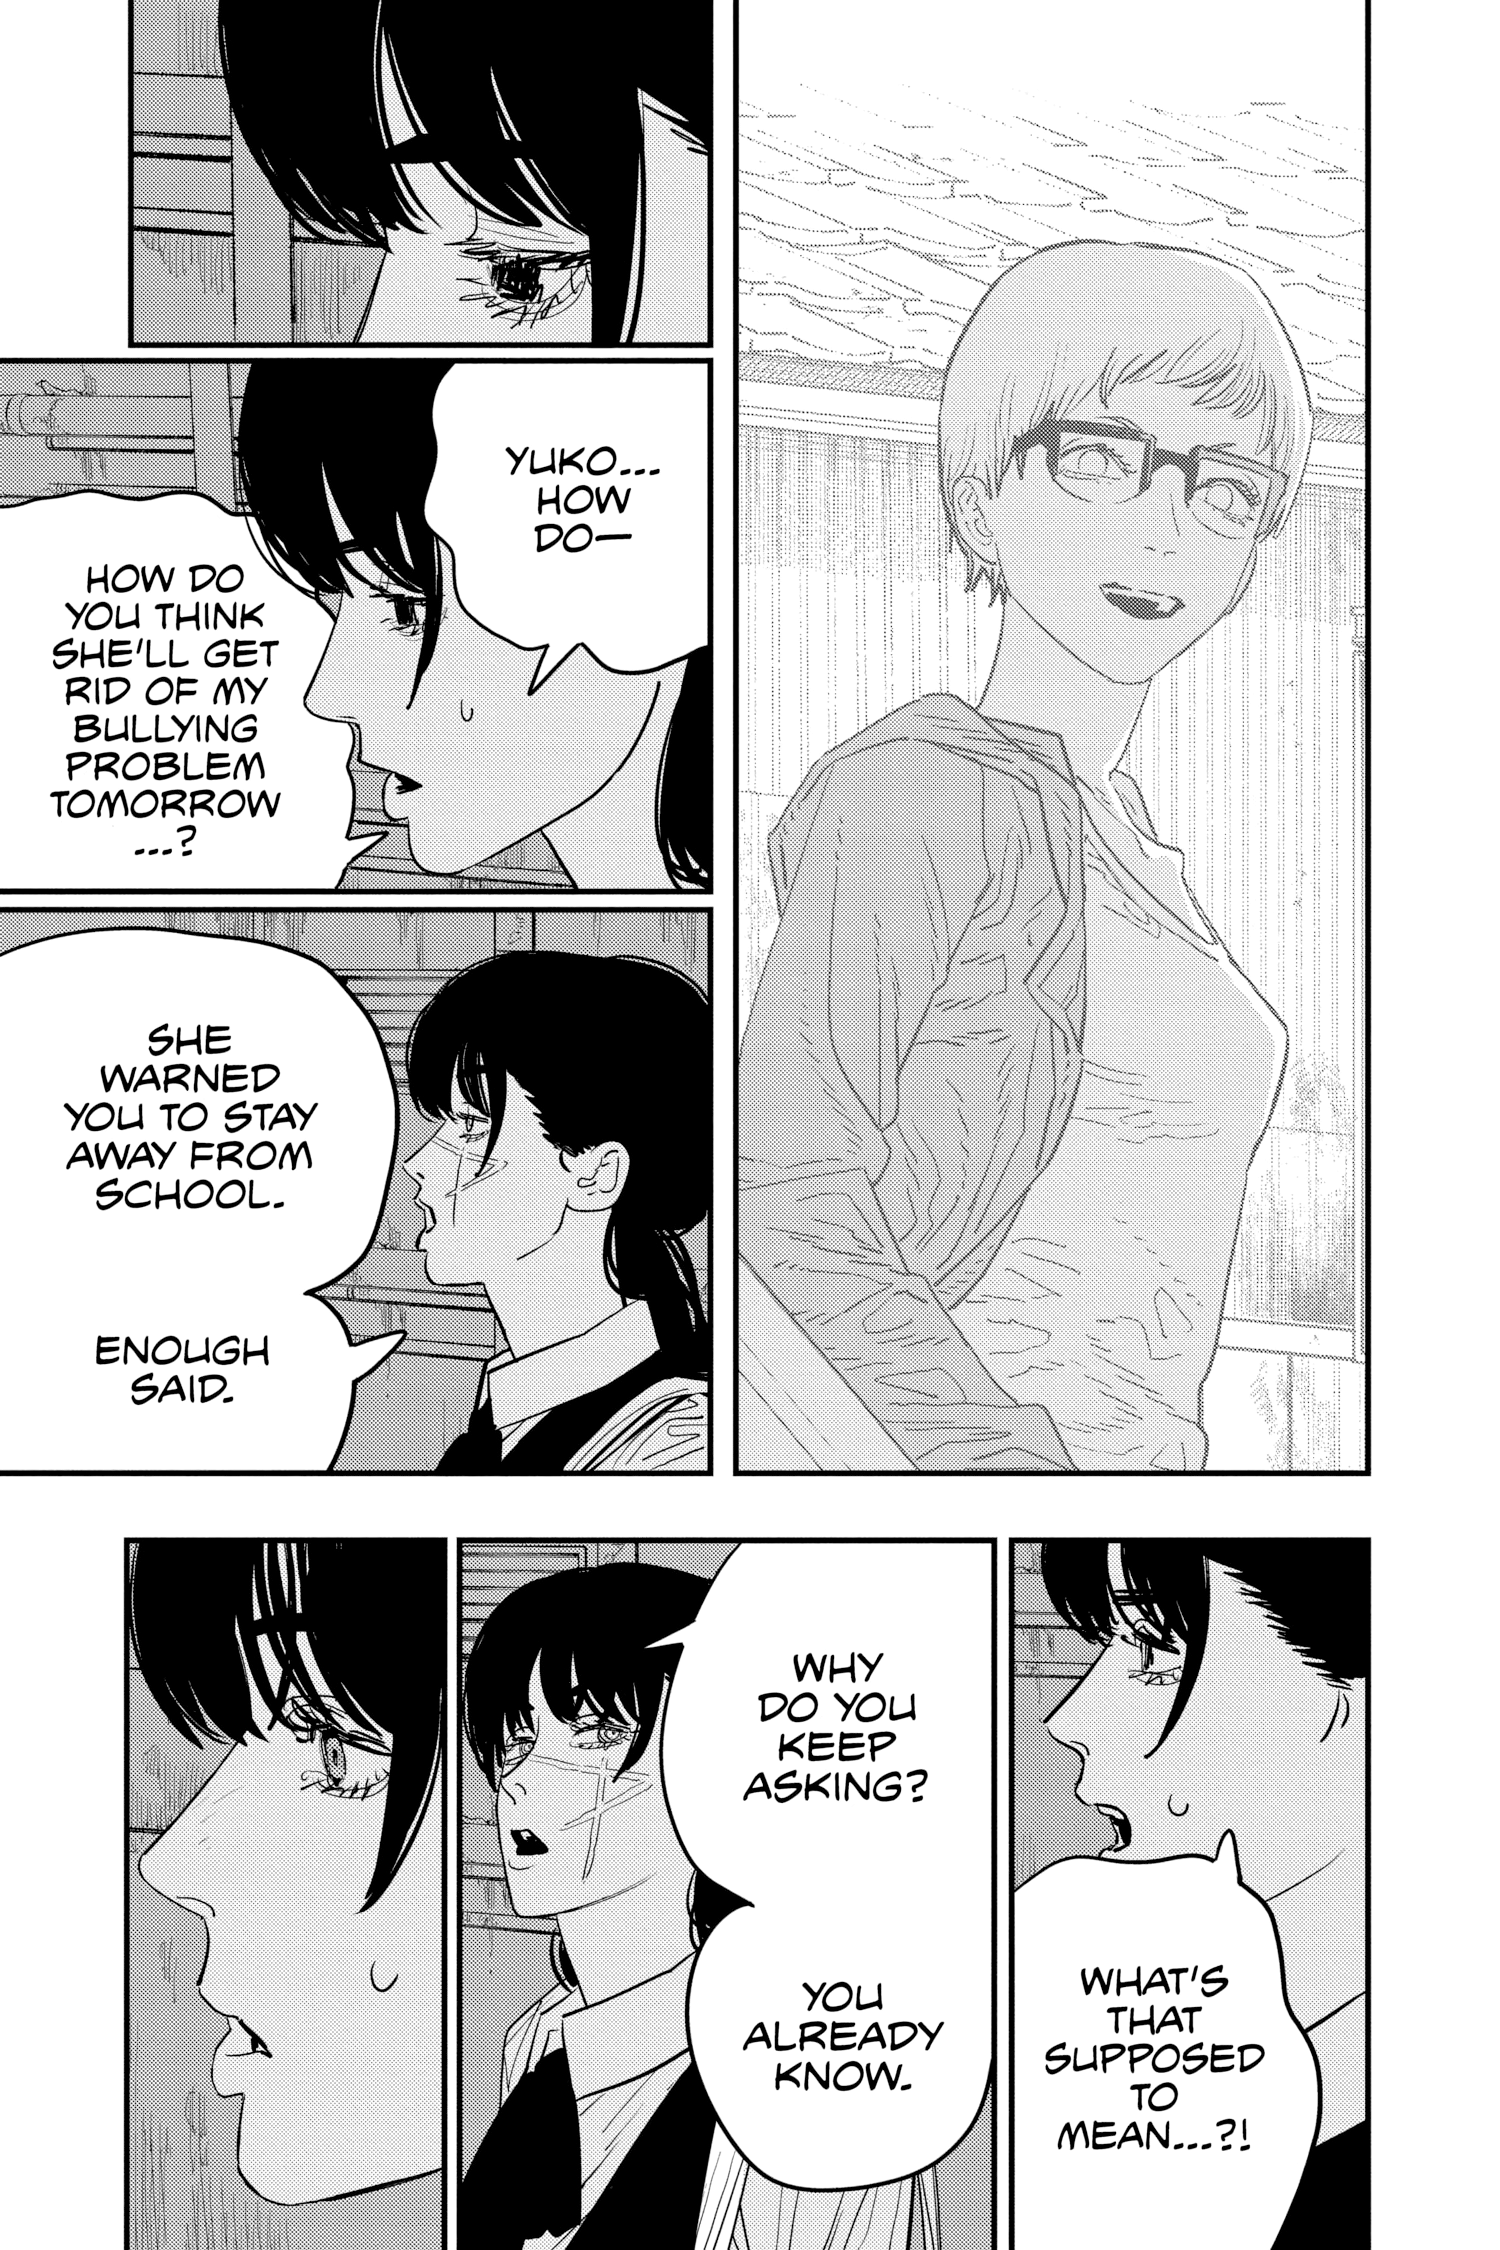 YUKO...
HOW
DO—
HOW DO
YOU THINK
SHE'LL GET
RID OF MY
BULLYING
PROBLEM
TOMORROW
...?
SHE
WARNED
YOU TO STAY
AWAY FROM
SCHOOL.
ENOUGH
SAID.
WHAT'S
THAT
SUPPOSED
TO
MEAN...?!
WHY
DO YOU
KEEP
ASKING?
YOU
ALREADY
KNOW.